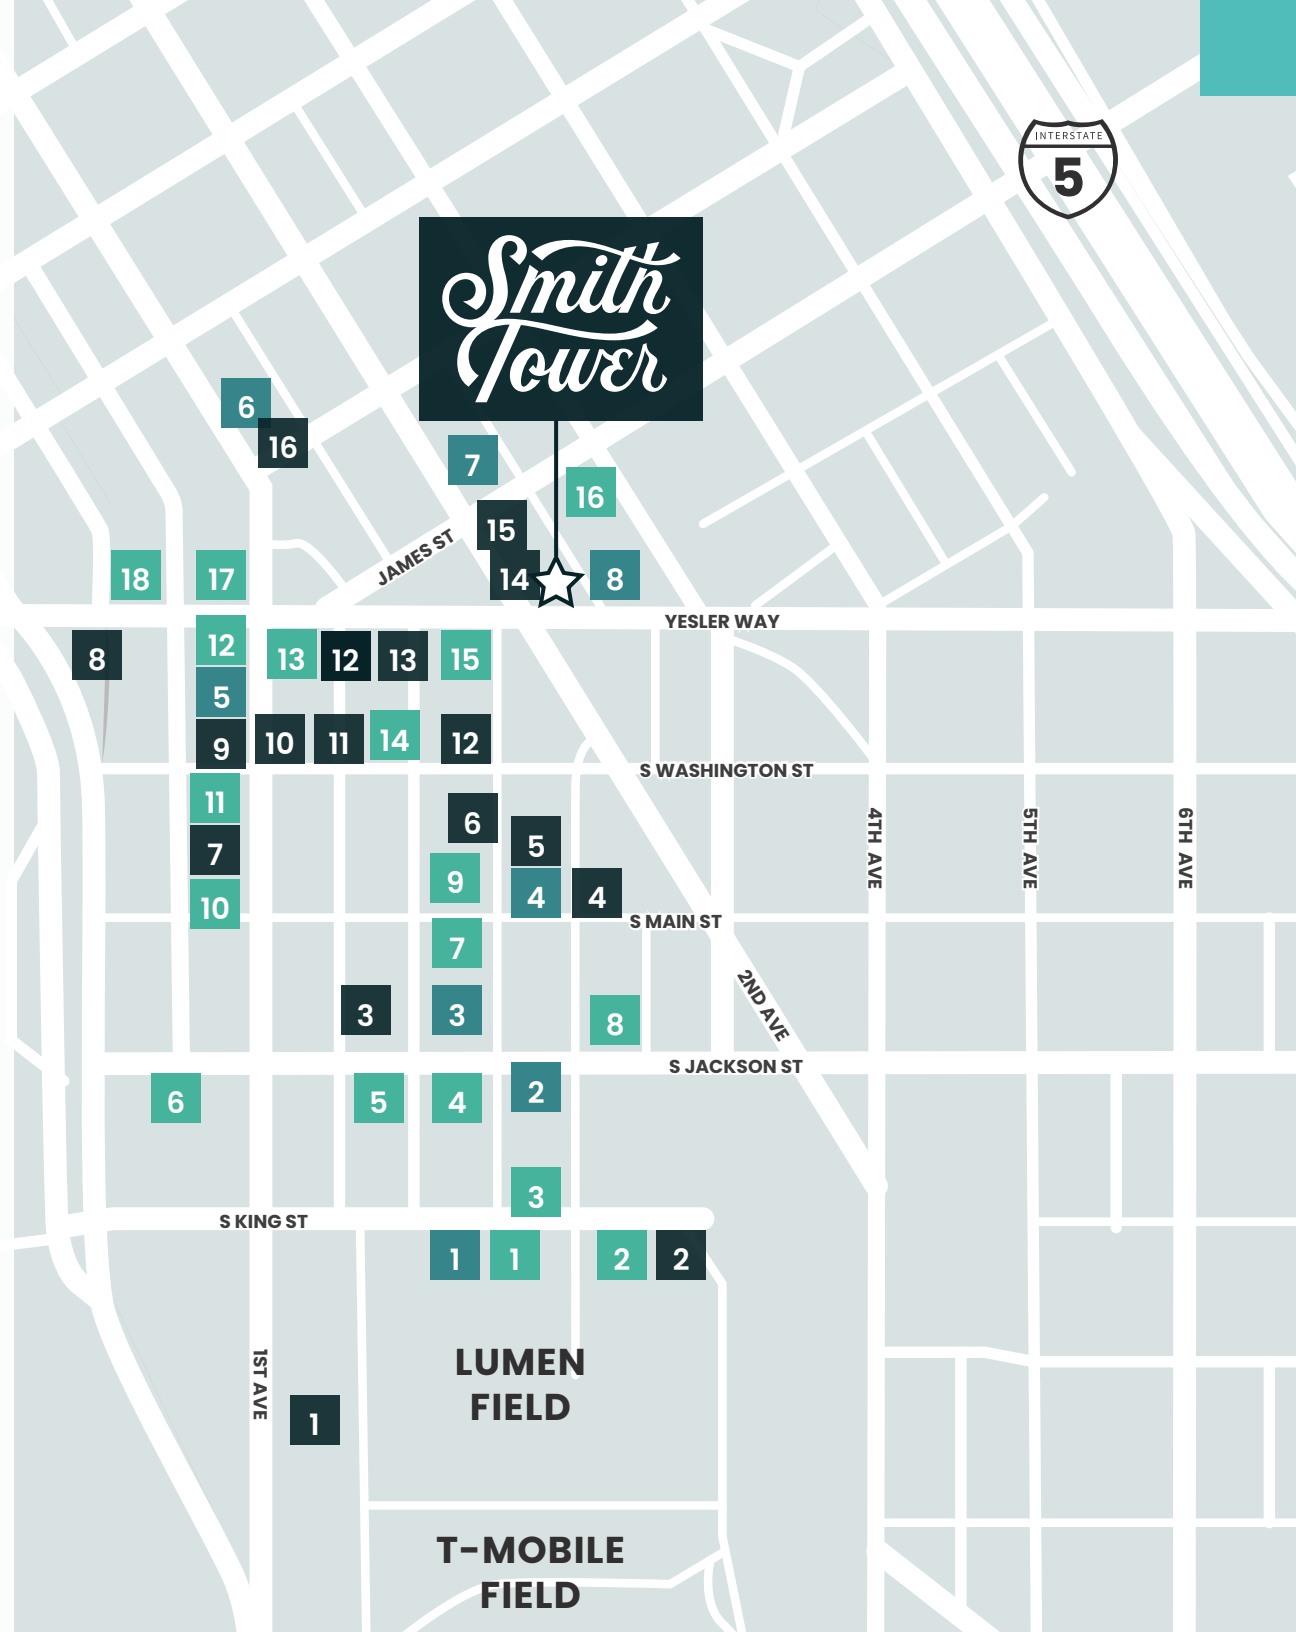 INTERSTATE
5
Smith
Tower
6
16
7
16
15
JAMES ST
18
17
14
8
YESLER WAY
8
12
13
12
13
15
5
9
10
11
14
12
S WASHINGTON ST
11
6
5
7
9
4
4
10
4TH AVE
5TH AVE
6TH AVE
S MAIN ST
7
3
3
8
2ND AVE
S JACKSON ST
6
5
4
2
3
S KING ST
1
1
2
2
1ST AVE
LUMEN
FIELD
1
T-MOBILE
FIELD